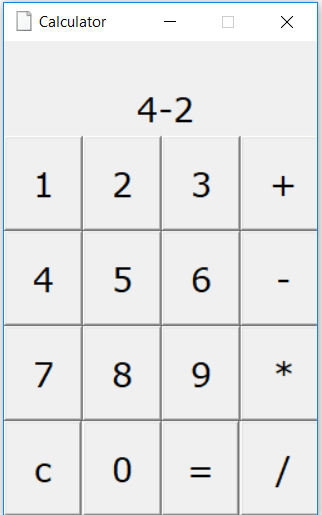 Calculator
4-2
1 2 3 +
4 5 6 -
7 8 9 *
c 0 = /